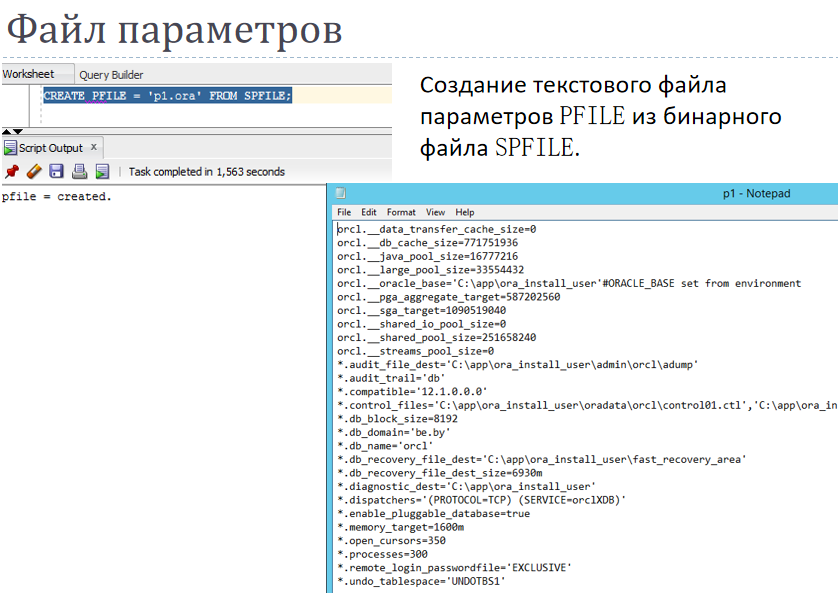 Файл параметров
Worksheet Query Builder
CREATE PFILE = 'p1.ora' FROM SPFILE;
Создание текстового файла
параметров PFILE из бинарного
файла SPFILE.
Script Output x
Task completed in 1,563 seconds
pfile = created.
p1 - Notepad
File Edit Format View Help
orcl.__data_transfer_cache_size=0
orcl.__db_cache_size=771751936
orcl.__java_pool_size=16777216
orcl.__large_pool_size=33554432
orcl.__oracle_base='C:\app\ora_install_user'#ORACLE_BASE set from environment
orcl.__pga_aggregate_target=587202560
orcl.__sga_target=1090519040
orcl.__shared_io_pool_size=0
orcl.__shared_pool_size=251658240
orcl.__streams_pool_size=0
*.audit_file_dest='C:\app\ora_install_user\admin\orcl\adump'
*.audit_trail='db'
*.compatible='12.1.0.0.0'
*.control_files='C:\app\ora_install_user\oradata\orcl\control01.ctl','C:\app\ora_in
*.db_block_size=8192
*.db_domain='be.by'
*.db_name='orcl'
*.db_recovery_file_dest='C:\app\ora_install_user\fast_recovery_area'
*.db_recovery_file_dest_size=6930m
*.diagnostic_dest='C:\app\ora_install_user'
*.dispatchers='(PROTOCOL=TCP) (SERVICE=orclXDB)'
*.enable_pluggable_database=true
*.memory_target=1600m
*.open_cursors=350
*.processes=300
*.remote_login_passwordfile='EXCLUSIVE'
*.undo_tablespace='UNDOTBS1'